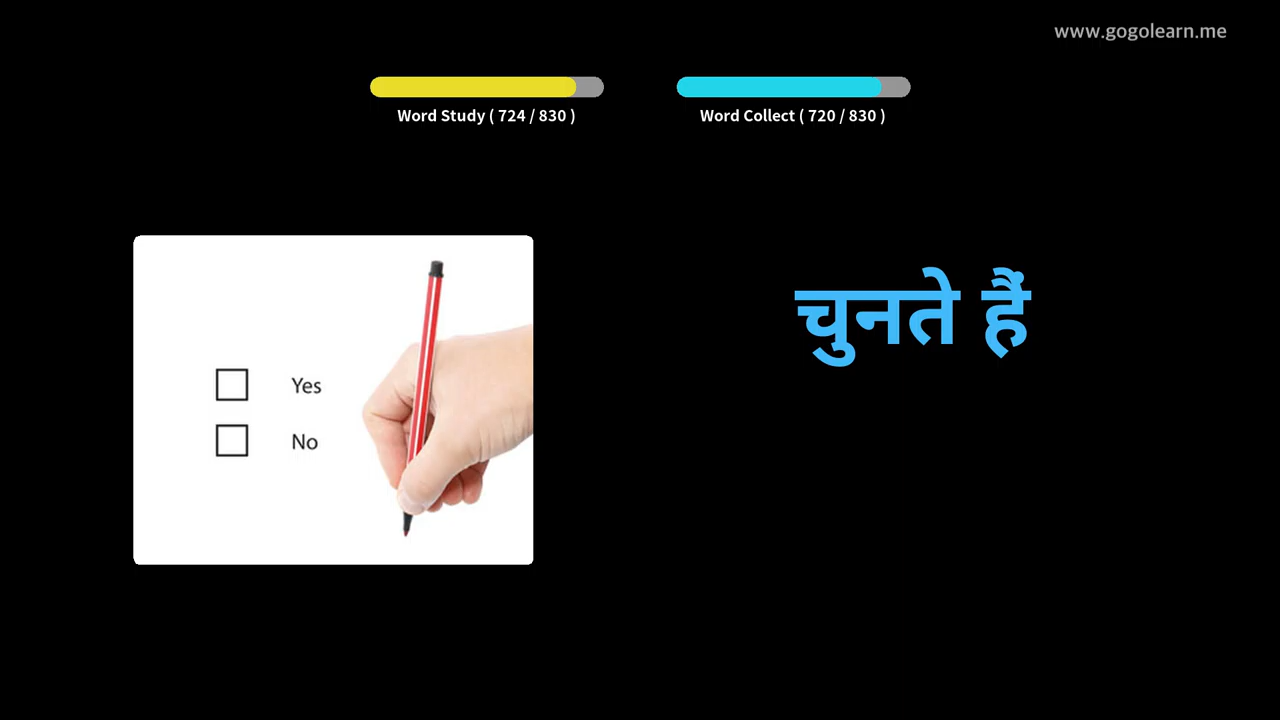 www.gogolearn.me
Word Study ( 724 / 830 )
Word Collect ( 720 / 830 )
चुनते हैं
Yes
No